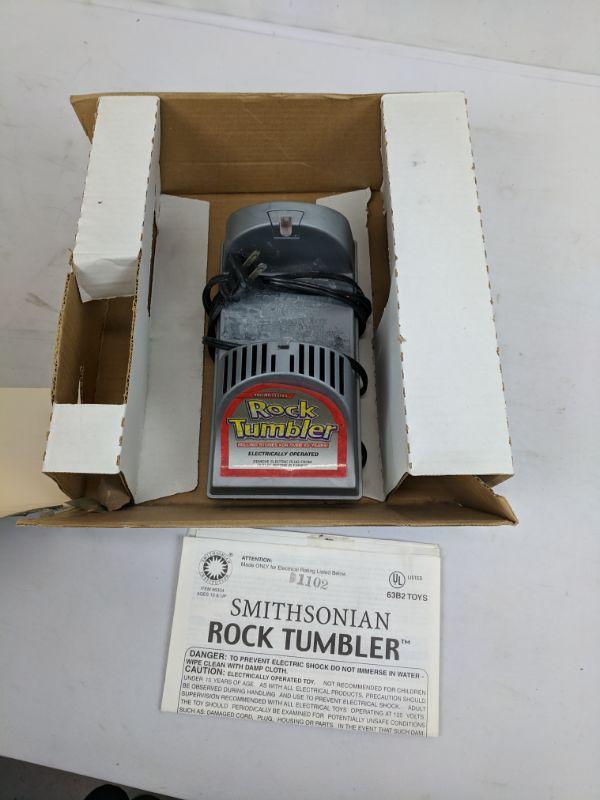 Rock
Tumbler
ELECTRICALLY OPERATED
ATTENTION:
Made ONLY for Electrical Rating Listed Below.
1102
AGES 10 & UP
UL LISTED
63B2 TOYS
SMITHSONIAN
ROCK TUMBLER™
DANGER: TO PREVENT ELECTRIC SHOCK DO NOT IMMERSE IN WATER -
WIPE CLEAN WITH DAMP CLOTH.
CAUTION: ELECTRICALLY OPERATED TOY. NOT RECOMMENDED FOR CHILDREN
UNDER 10 YEARS OF AGE. AS WITH ALL ELECTRICAL PRODUCTS, PRECAUTION SHOULD
BE OBSERVED DURING HANDLING AND USE TO PREVENT ELECTRICAL SHOCK. ADULT
SUPERVISION RECOMMENDED WITH ALL ELECTRICAL TOYS OPERATING AT 120 VOLTS.
THE TOY SHOULD PERIODICALLY BE EXAMINED FOR POTENTIALLY UNSAFE CONDITIONS
SUCH AS: DAMAGED CORD, PLUG, HOUSING OR PARTS. IN THE EVENT THAT SUCH DAM